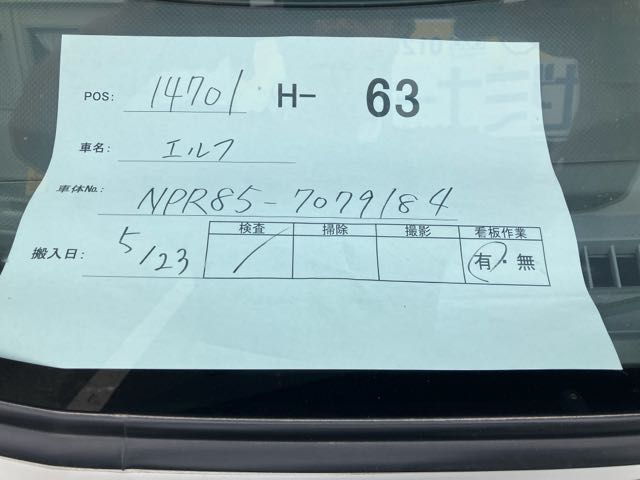 POS: 14701 H- 63
車名: エルフ
車体No.: NPR85-7079184
検査 掃除 撮影 看板作業
搬入日: 5/23 / 有・無